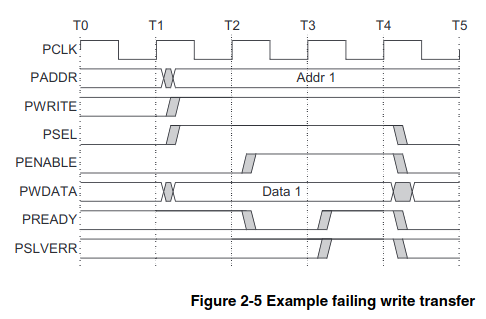 T0 T1 T2 T3 T4 T5
PCLK
PADDR Addr 1
PWRITE
PSEL
PENABLE
PWDATA Data 1
PREADY
PSLVERR
Figure 2-5 Example failing write transfer